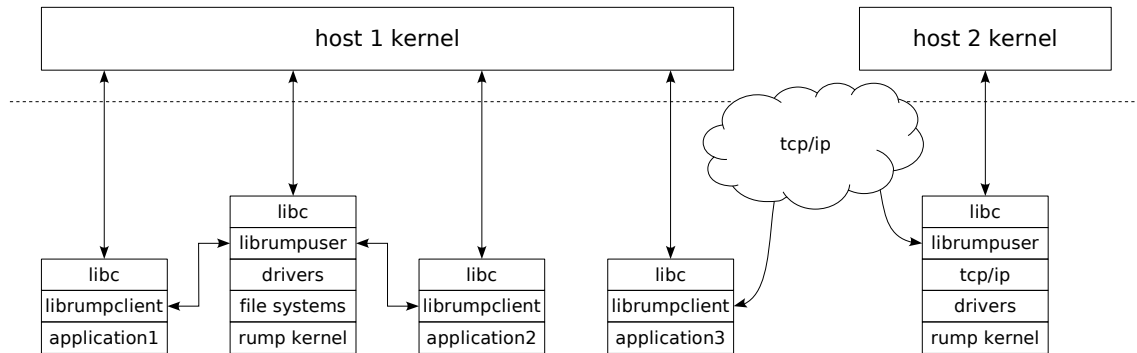 host 1 kernel
host 2 kernel
tcp/ip
libc
librumpuser
drivers
file systems
rump kernel
libc
librumpclient
application1
libc
librumpclient
application2
libc
librumpclient
application3
libc
librumpuser
tcp/ip
drivers
rump kernel